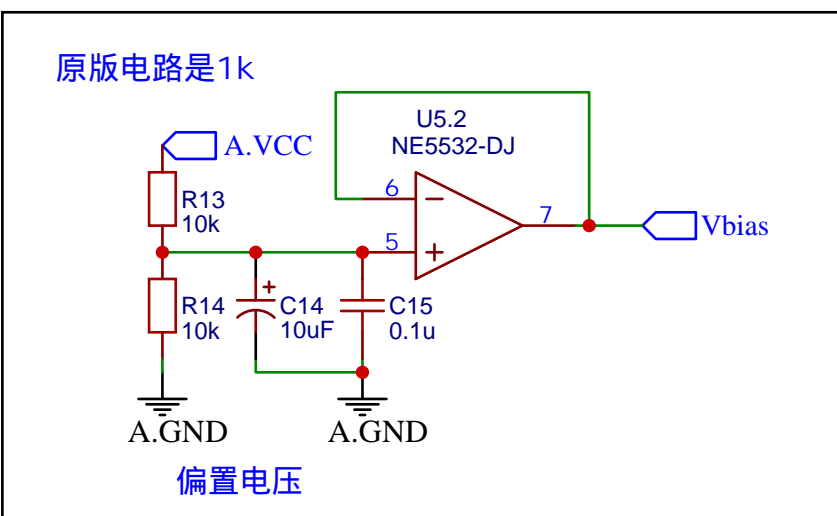 原版电路是1k
A.VCC
U5.2
NE5532-DJ
R13
10k
6
7
Vbias
5
R14
10k
C14
10uF
C15
0.1u
A.GND
A.GND
偏置电压